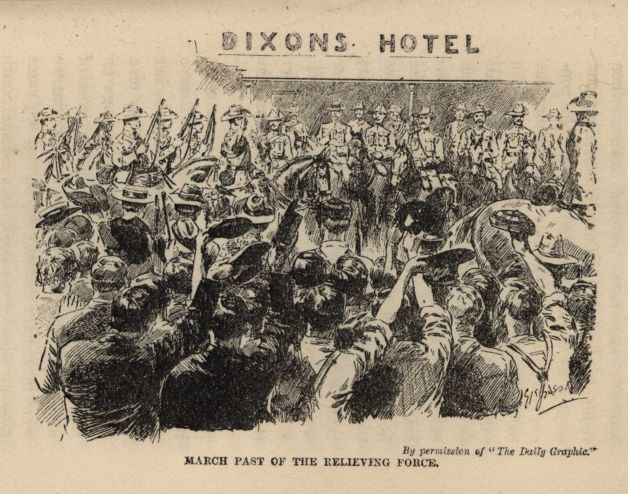 DIXONS. HOTEL
By permission of "The Daily Graphic."
MARCH PAST OF THE RELIEVING FORCE.